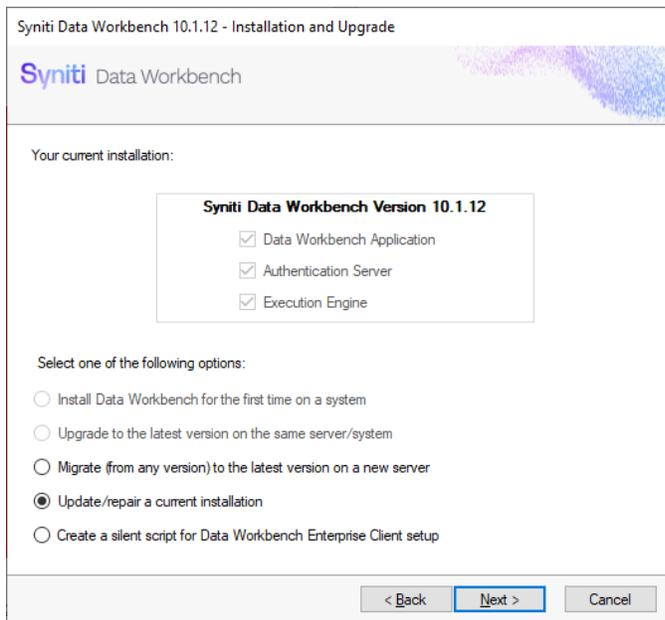 Syniti Data Workbench 10.1.12 - Installation and Upgrade
Syniti Data Workbench
Your current installation:
Syniti Data Workbench Version 10.1.12
Data Workbench Application
Authentication Server
Execution Engine
Select one of the following options:
Install Data Workbench for the first time on a system
Upgrade to the latest version on the same server/system
Migrate (from any version) to the latest version on a new server
Update/repair a current installation
Create a silent script for Data Workbench Enterprise Client setup
< Back Next > Cancel